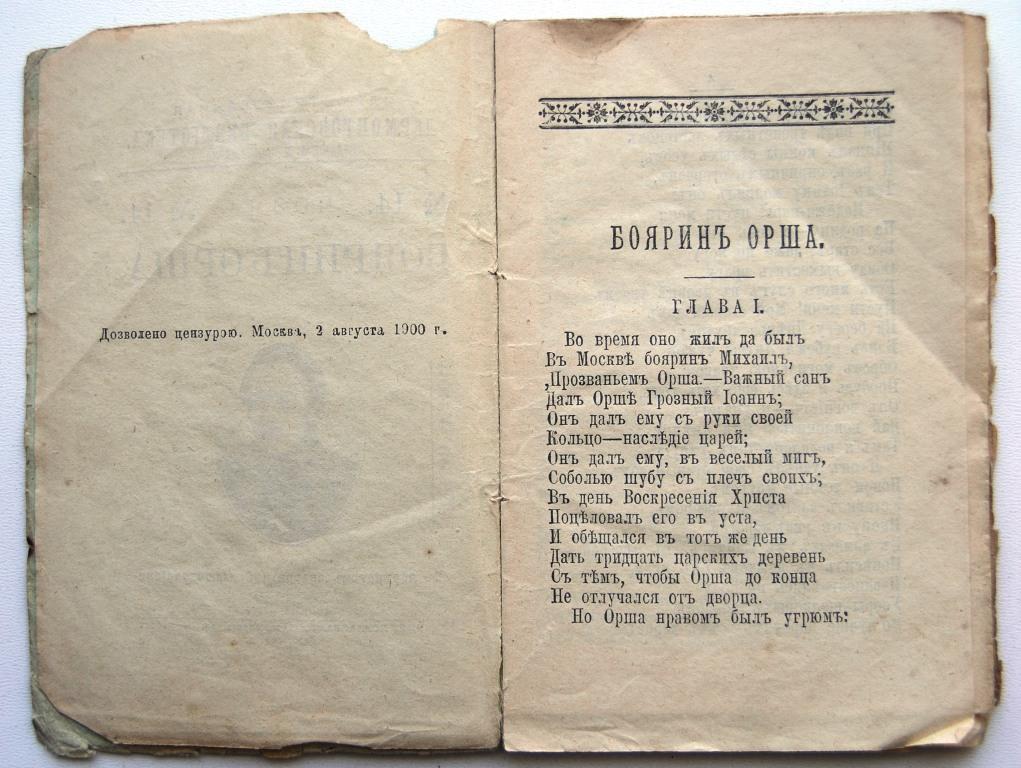 Дозволено цензурою. Москва, 2 августа 1900 г.
БОЯРИНЪ ОРША.
ГЛАВА I.
Во время оно жилъ да былъ
Въ Москвѣ бояринъ Михаилъ,
Прозваньемъ Орша.—Важный санъ
Далъ Оршѣ Грозный Іоаннъ;
Онъ далъ ему съ руки своей
Кольцо—наслѣдіе царей;
Онъ далъ ему, въ веселый мигъ,
Соболью шубу съ плечъ своихъ;
Въ день Воскресенія Христа
Поцѣловалъ его въ уста,
И обѣщался въ тотъ же день
Дать тридцать царскихъ деревень
Съ тѣмъ, чтобы Орша до конца
Не отлучался отъ дворца.
Но Орша нравомъ былъ угрюмъ: